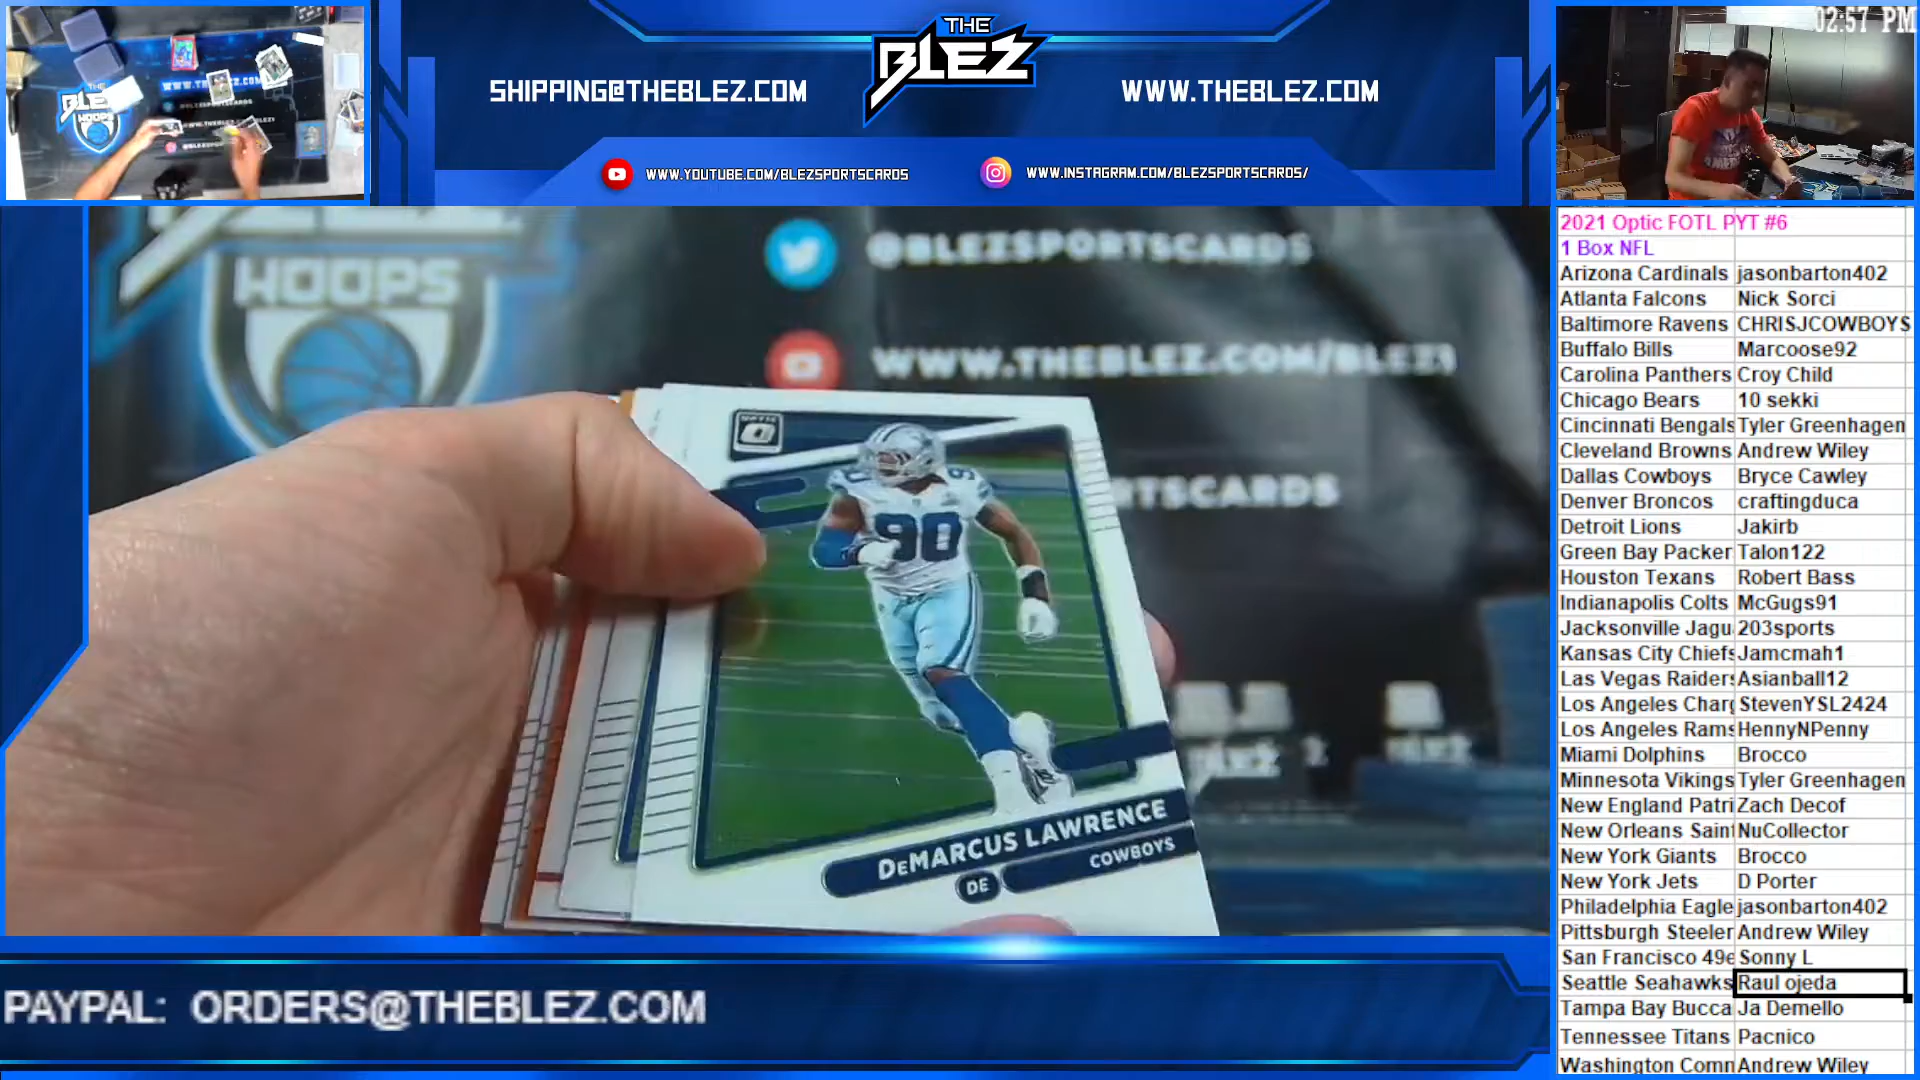 02:57 PM
THE
BLEZ
SHIPPING@THEBLEZ.COM
WWW.THEBLEZ.COM
WWW.YOUTUBE.COM/BLEZSPORTSCARDS
WWW.INSTAGRAM.COM/BLEZSPORTSCARDS/
HOOPS
@BLEZSPORTSCARDS
WWW.THEBLEZ.COM/BLEZ1
RTSCARDS
OPTIC
90
DeMARCUS LAWRENCE
DE
COWBOYS
PAYPAL: ORDERS@THEBLEZ.COM
2021 Optic FOTL PYT #6
1 Box NFL
Arizona Cardinals jasonbarton402
Atlanta Falcons Nick Sorci
Baltimore Ravens CHRISJCOWBOYS
Buffalo Bills Marcoose92
Carolina Panthers Croy Child
Chicago Bears 10 sekki
Cincinnati Bengals Tyler Greenhagen
Cleveland Browns Andrew Wiley
Dallas Cowboys Bryce Cawley
Denver Broncos craftingduca
Detroit Lions Jakirb
Green Bay Packer Talon122
Houston Texans Robert Bass
Indianapolis Colts McGugs91
Jacksonville Jagu 203sports
Kansas City Chiefs Jamcmah1
Las Vegas Raiders Asianball12
Los Angeles Charg StevenYSL2424
Los Angeles Rams HennyNPenny
Miami Dolphins Brocco
Minnesota Vikings Tyler Greenhagen
New England Patri Zach Decof
New Orleans Saint NuCollector
New York Giants Brocco
New York Jets D Porter
Philadelphia Eagle jasonbarton402
Pittsburgh Steeler Andrew Wiley
San Francisco 49e Sonny L
Seattle Seahawks Raul ojeda
Tampa Bay Bucca Ja Demello
Tennessee Titans Pacnico
Washington Comm Andrew Wiley